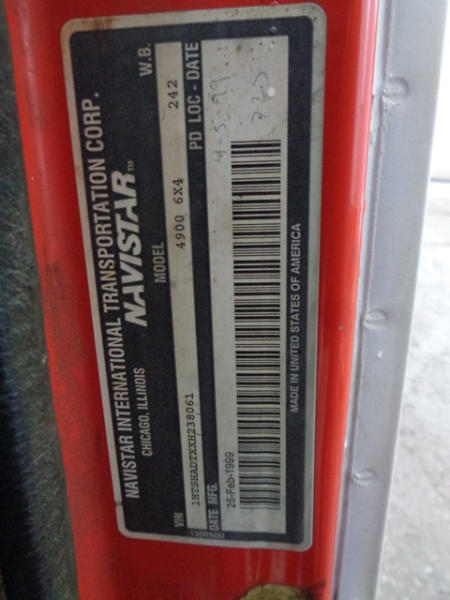 NAVISTAR INTERNATIONAL TRANSPORTATION CORP.
CHICAGO, ILLINOIS
NAVISTAR™
VIN MODEL W.B.
1HTSHADTXXH238061 4900 6X4 242
DATE MFG. PD LOC - DATE
25-Feb-1999
MADE IN UNITED STATES OF AMERICA